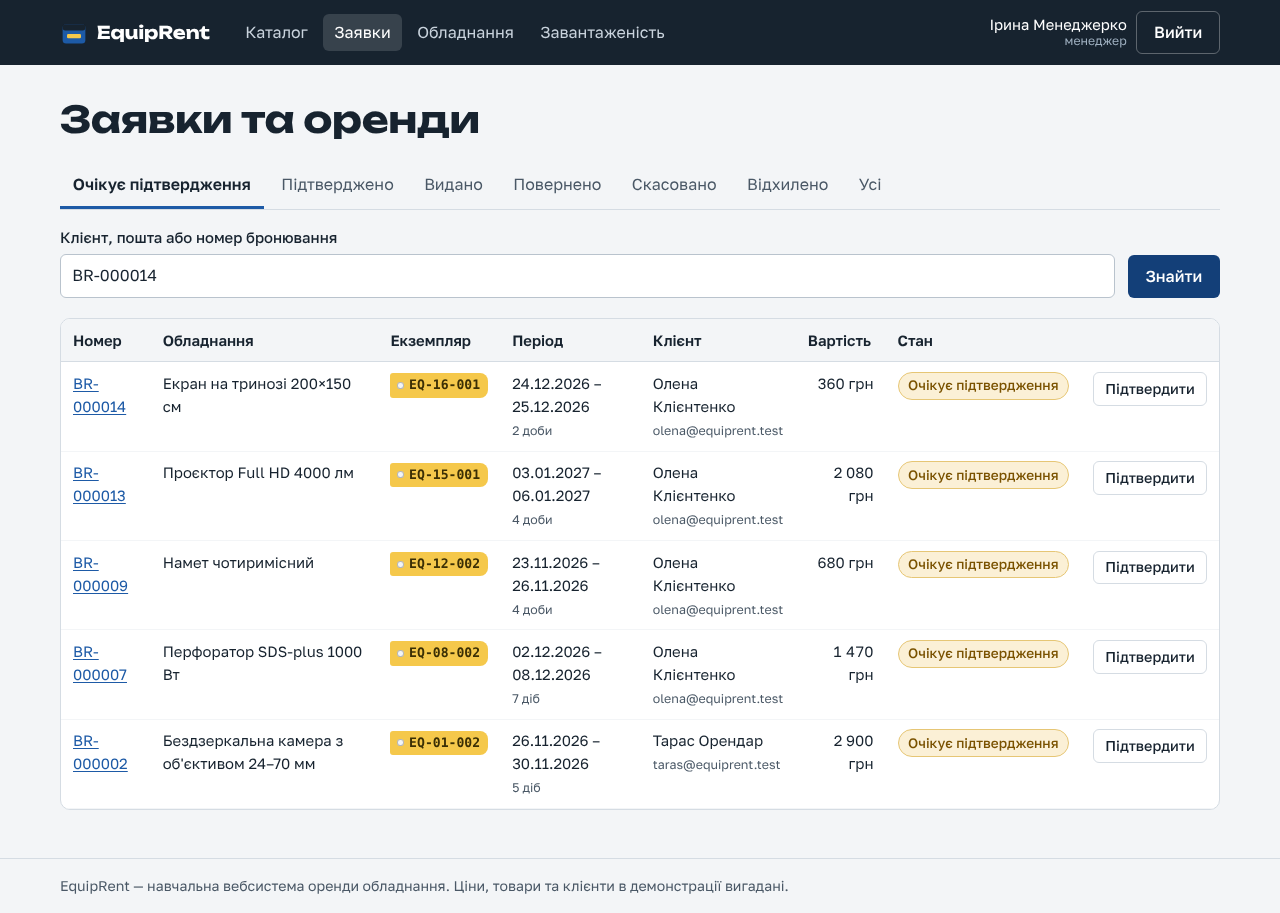 EquipRent
Каталог
Заявки
Обладнання
Завантаженість
Ірина Менеджерко
менеджер
Вийти
Заявки та оренди
Очікує підтвердження
Підтверджено
Видано
Повернено
Скасовано
Відхилено
Усі
Клієнт, пошта або номер бронювання
BR-000014
Знайти
Номер
Обладнання
Екземпляр
Період
Клієнт
Вартість
Стан
BR-
000014
Екран на тринозі 200×150
см
EQ-16-001
24.12.2026 –
25.12.2026
2 доби
Олена
Клієнтенко
olena@equiprent.test
360 грн
Очікує підтвердження
Підтвердити
BR-
000013
Проєктор Full HD 4000 лм
EQ-15-001
03.01.2027 –
06.01.2027
4 доби
Олена
Клієнтенко
olena@equiprent.test
2 080
грн
Очікує підтвердження
Підтвердити
BR-
000009
Намет чотиримісний
EQ-12-002
23.11.2026 –
26.11.2026
4 доби
Олена
Клієнтенко
olena@equiprent.test
680 грн
Очікує підтвердження
Підтвердити
BR-
000007
Перфоратор SDS-plus 1000
Вт
EQ-08-002
02.12.2026 –
08.12.2026
7 діб
Олена
Клієнтенко
olena@equiprent.test
1 470
грн
Очікує підтвердження
Підтвердити
BR-
000002
Бездзеркальна камера з
об'єктивом 24–70 мм
EQ-01-002
26.11.2026 –
30.11.2026
5 діб
Тарас Орендар
taras@equiprent.test
2 900
грн
Очікує підтвердження
Підтвердити
EquipRent — навчальна вебсистема оренди обладнання. Ціни, товари та клієнти в демонстрації вигадані.